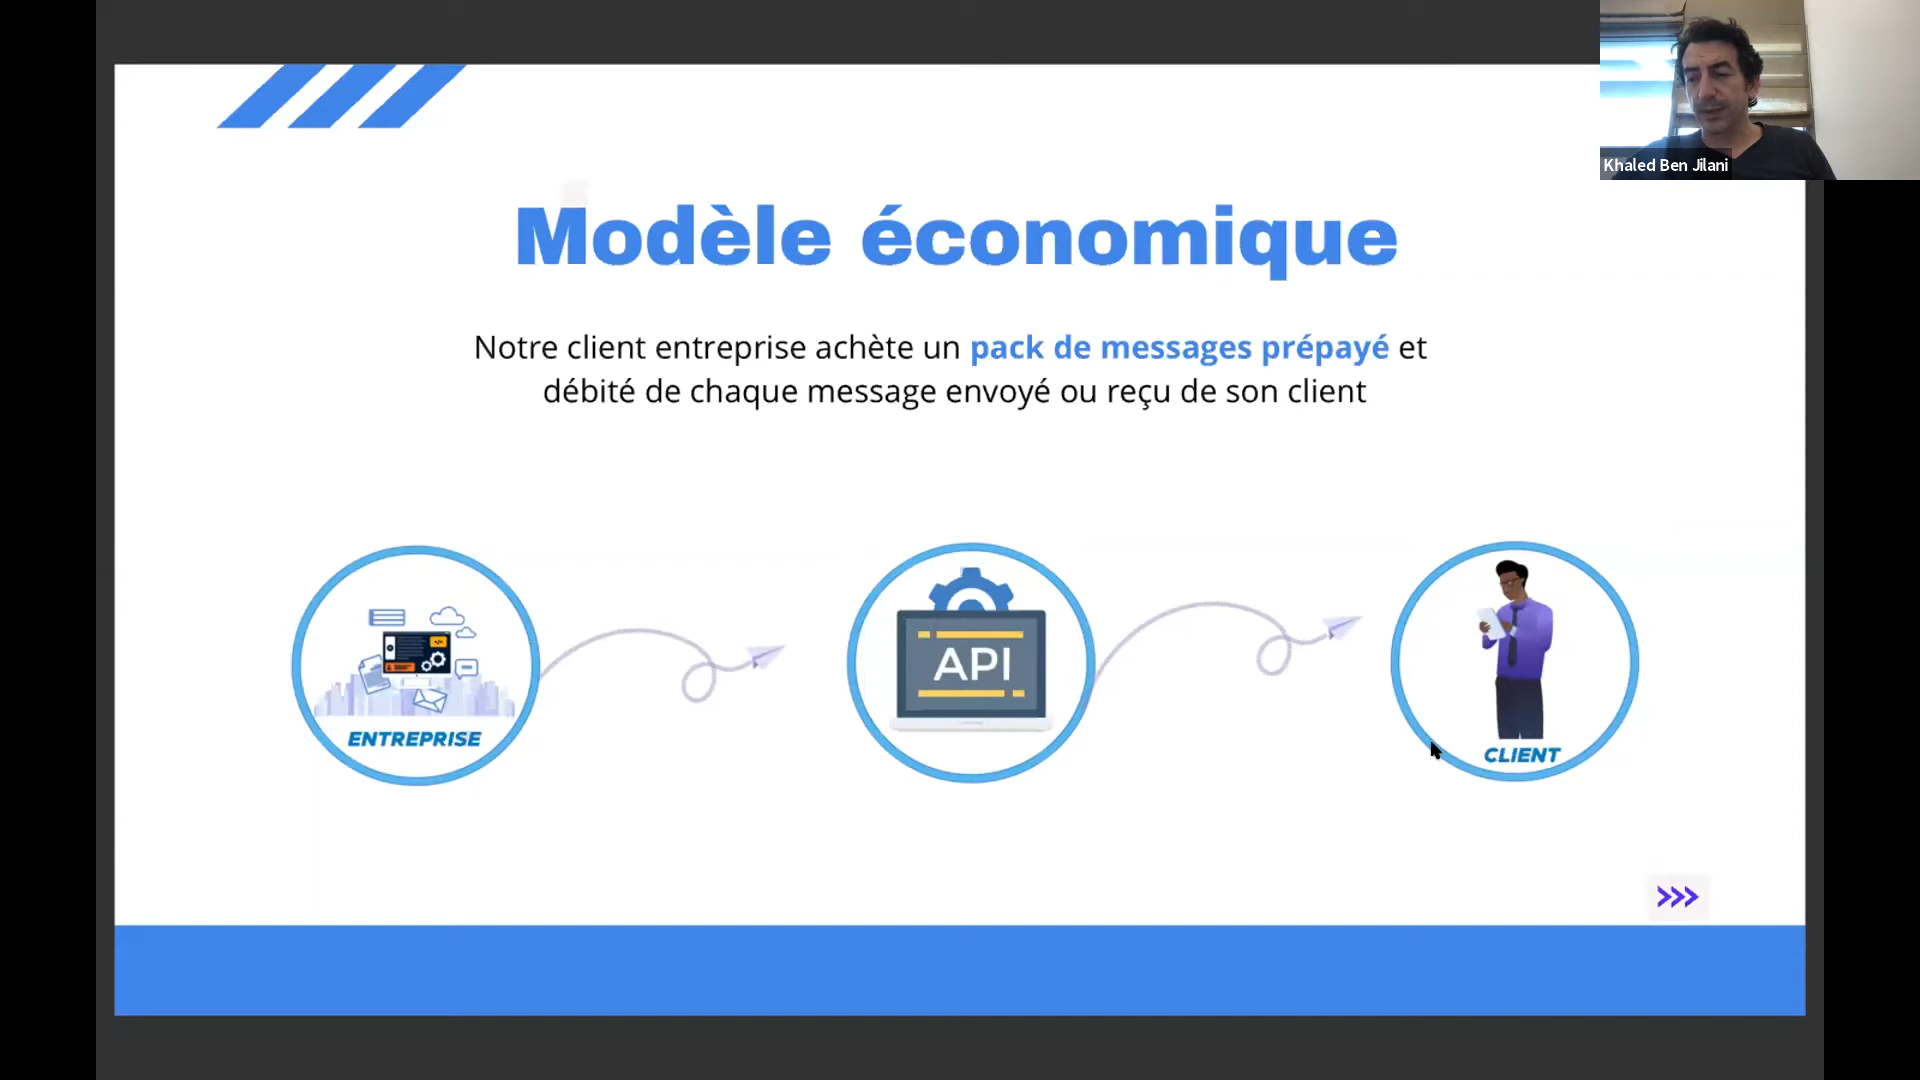 Khaled Ben Jilani
Modèle économique
Notre client entreprise achète un pack de messages prépayé et
débité de chaque message envoyé ou reçu de son client
ENTREPRISE
API
CLIENT